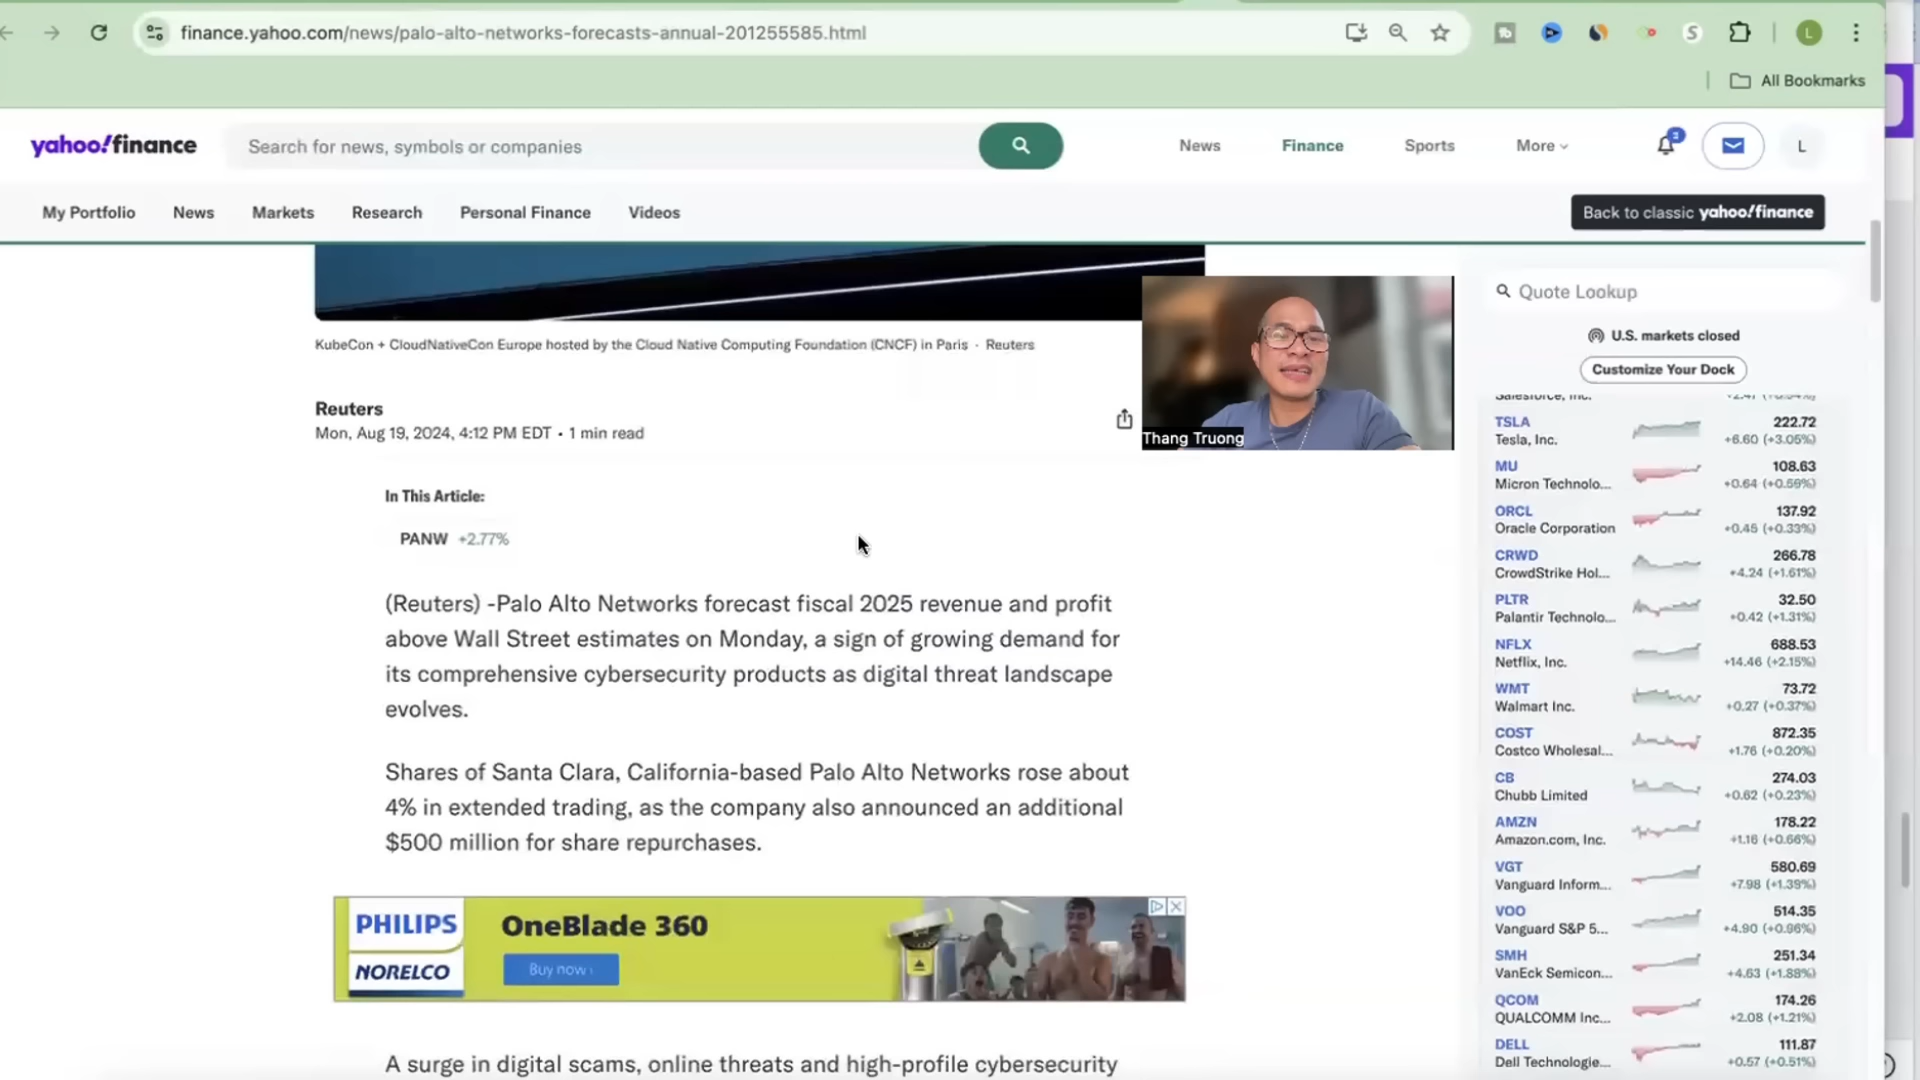 finance.yahoo.com/news/palo-alto-networks-forecasts-annual-201255585.html
L
All Bookmarks
yahoo!finance
Search for news, symbols or companies
News
Finance
Sports
More
3
L
My Portfolio
News
Markets
Research
Personal Finance
Videos
Back to classic yahoo!finance
KubeCon + CloudNativeCon Europe hosted by the Cloud Native Computing Foundation (CNCF) in Paris · Reuters
Reuters
Mon, Aug 19, 2024, 4:12 PM EDT • 1 min read
Thang Truong
In This Article:
PANW +2.77%
(Reuters) -Palo Alto Networks forecast fiscal 2025 revenue and profit
above Wall Street estimates on Monday, a sign of growing demand for
its comprehensive cybersecurity products as digital threat landscape
evolves.
Shares of Santa Clara, California-based Palo Alto Networks rose about
4% in extended trading, as the company also announced an additional
$500 million for share repurchases.
PHILIPS
NORELCO
OneBlade 360
Buy now ›
A surge in digital scams, online threats and high-profile cybersecurity
Quote Lookup
U.S. markets closed
Customize Your Dock
Salesforce, Inc.
TSLA 222.72
Tesla, Inc. +6.60 (+3.05%)
MU 108.63
Micron Technolo... +0.64 (+0.59%)
ORCL 137.92
Oracle Corporation +0.45 (+0.33%)
CRWD 266.78
CrowdStrike Hol... +4.24 (+1.61%)
PLTR 32.50
Palantir Technolo... +0.42 (+1.31%)
NFLX 688.53
Netflix, Inc. +14.46 (+2.15%)
WMT 73.72
Walmart Inc. +0.27 (+0.37%)
COST 872.35
Costco Wholesal... +1.76 (+0.20%)
CB 274.03
Chubb Limited +0.62 (+0.23%)
AMZN 178.22
Amazon.com, Inc. +1.16 (+0.66%)
VGT 580.69
Vanguard Inform... +7.98 (+1.39%)
VOO 514.35
Vanguard S&P 5... +4.90 (+0.96%)
SMH 251.34
VanEck Semicon... +4.63 (+1.88%)
QCOM 174.26
QUALCOMM Inc... +2.08 (+1.21%)
DELL 111.87
Dell Technologie... +0.57 (+0.51%)